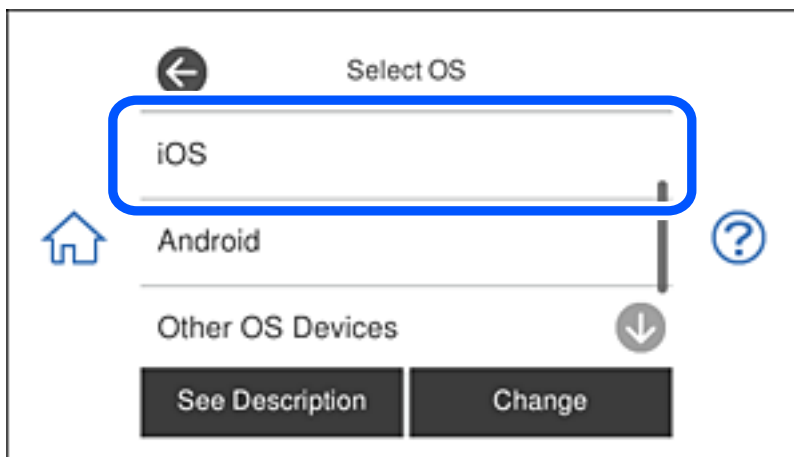 Select OS
iOS
Android
Other OS Devices
See Description
Change
?